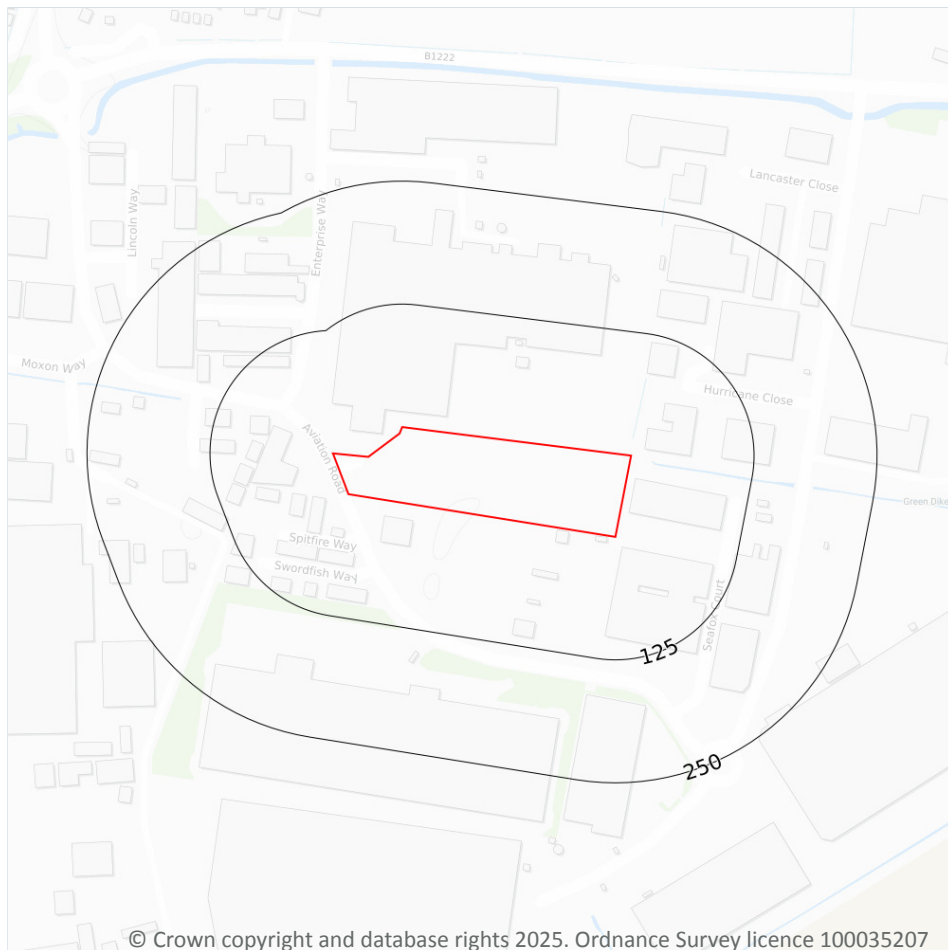 B1222
Lancaster Close
Lincoln Way
Enterprise Way
Moxon Way
Hurricane Close
Aviation Road
Green Dike
Spitfire Way
Swordfish Way
Seafox Court
125
250
© Crown copyright and database rights 2025. Ordnance Survey licence 100035207